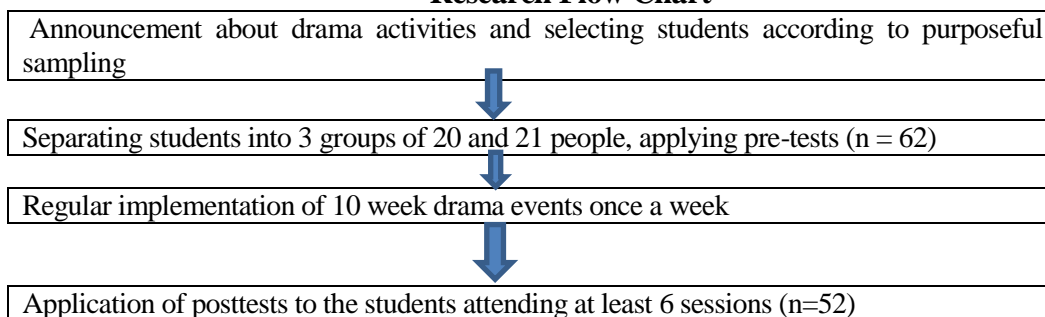 Research Flow Chart
Announcement about drama activities and selecting students according to purposeful
sampling
Separating students into 3 groups of 20 and 21 people, applying pre-tests (n = 62)
Regular implementation of 10 week drama events once a week
Application of posttests to the students attending at least 6 sessions (n=52)